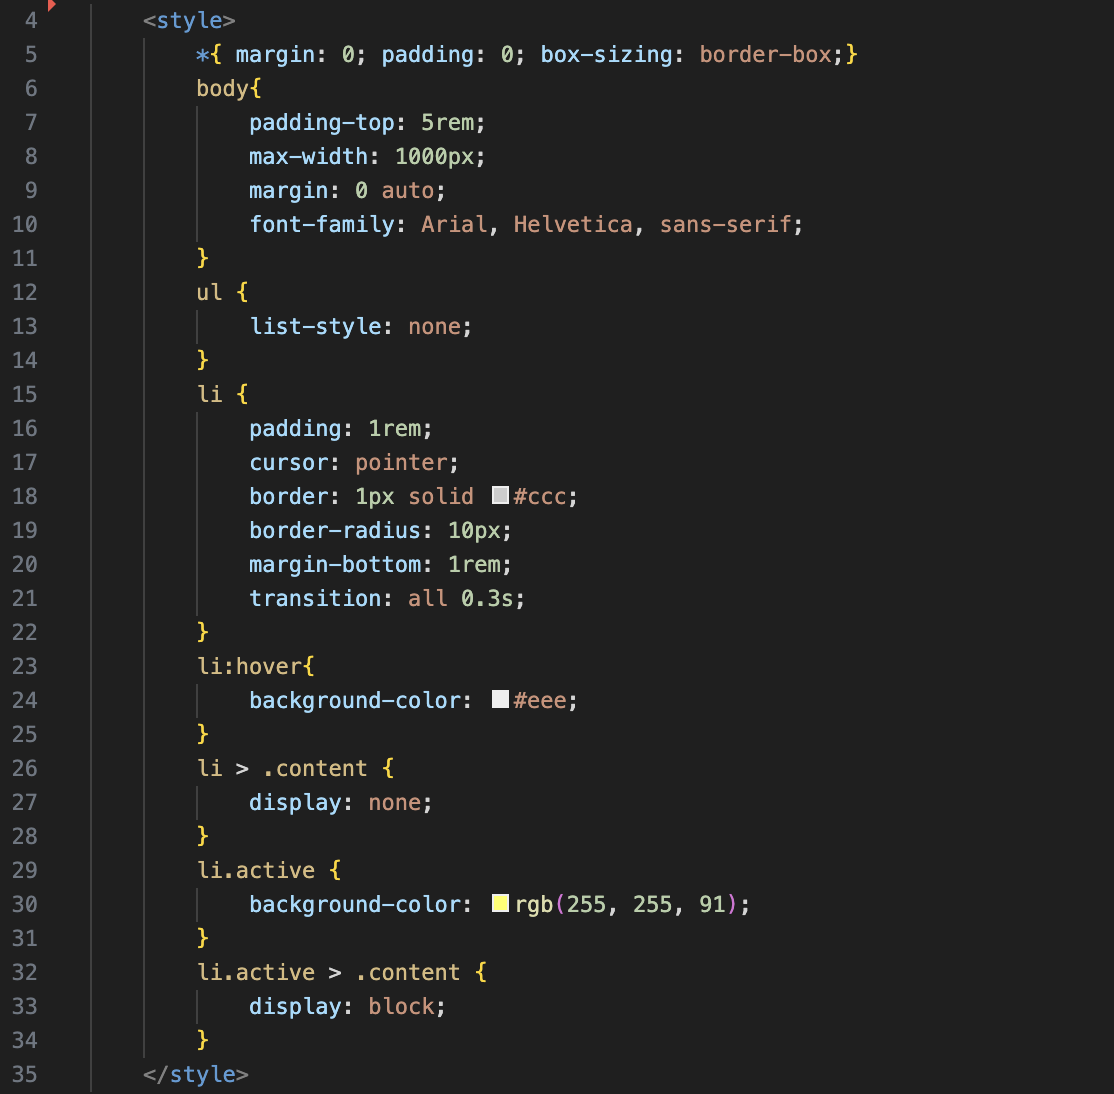 4 <style>
5 *{ margin: 0; padding: 0; box-sizing: border-box;}
6 body{
7 padding-top: 5rem;
8 max-width: 1000px;
9 margin: 0 auto;
10 font-family: Arial, Helvetica, sans-serif;
11 }
12 ul {
13 list-style: none;
14 }
15 li {
16 padding: 1rem;
17 cursor: pointer;
18 border: 1px solid #ccc;
19 border-radius: 10px;
20 margin-bottom: 1rem;
21 transition: all 0.3s;
22 }
23 li:hover{
24 background-color: #eee;
25 }
26 li > .content {
27 display: none;
28 }
29 li.active {
30 background-color: rgb(255, 255, 91);
31 }
32 li.active > .content {
33 display: block;
34 }
35 </style>